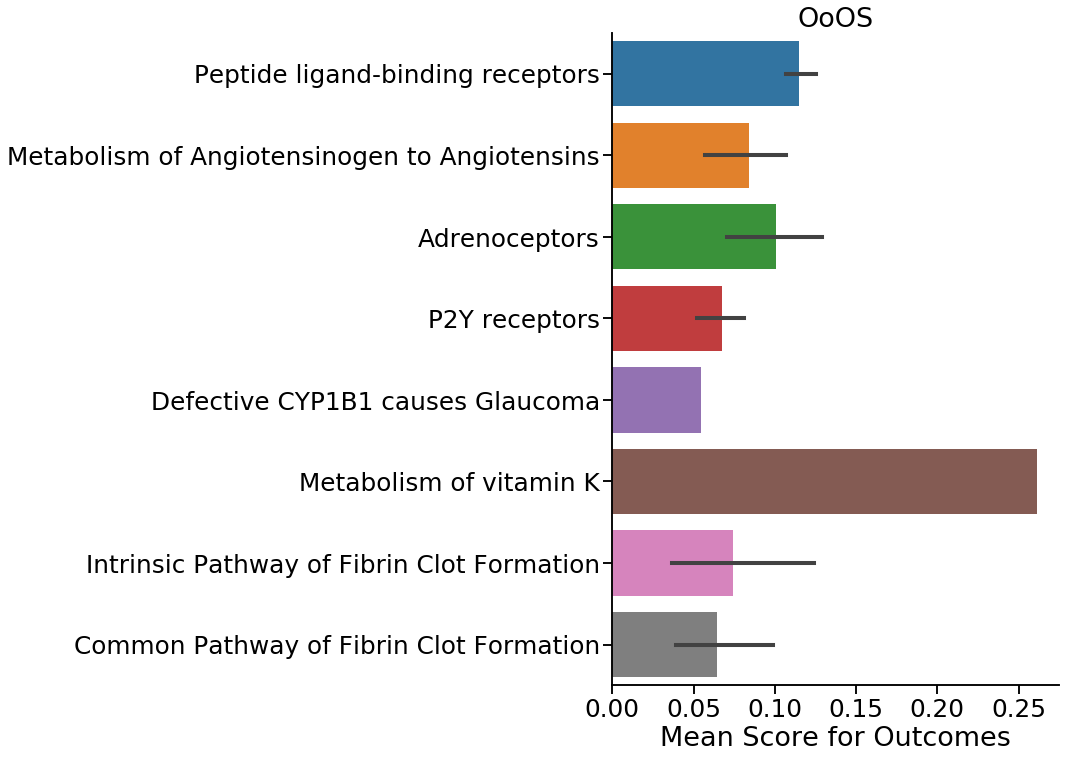 OoOS
Peptide ligand-binding receptors
Metabolism of Angiotensinogen to Angiotensins
Adrenoceptors
P2Y receptors
Defective CYP1B1 causes Glaucoma
Metabolism of vitamin K
Intrinsic Pathway of Fibrin Clot Formation
Common Pathway of Fibrin Clot Formation
0.00 0.05 0.10 0.15 0.20 0.25
Mean Score for Outcomes